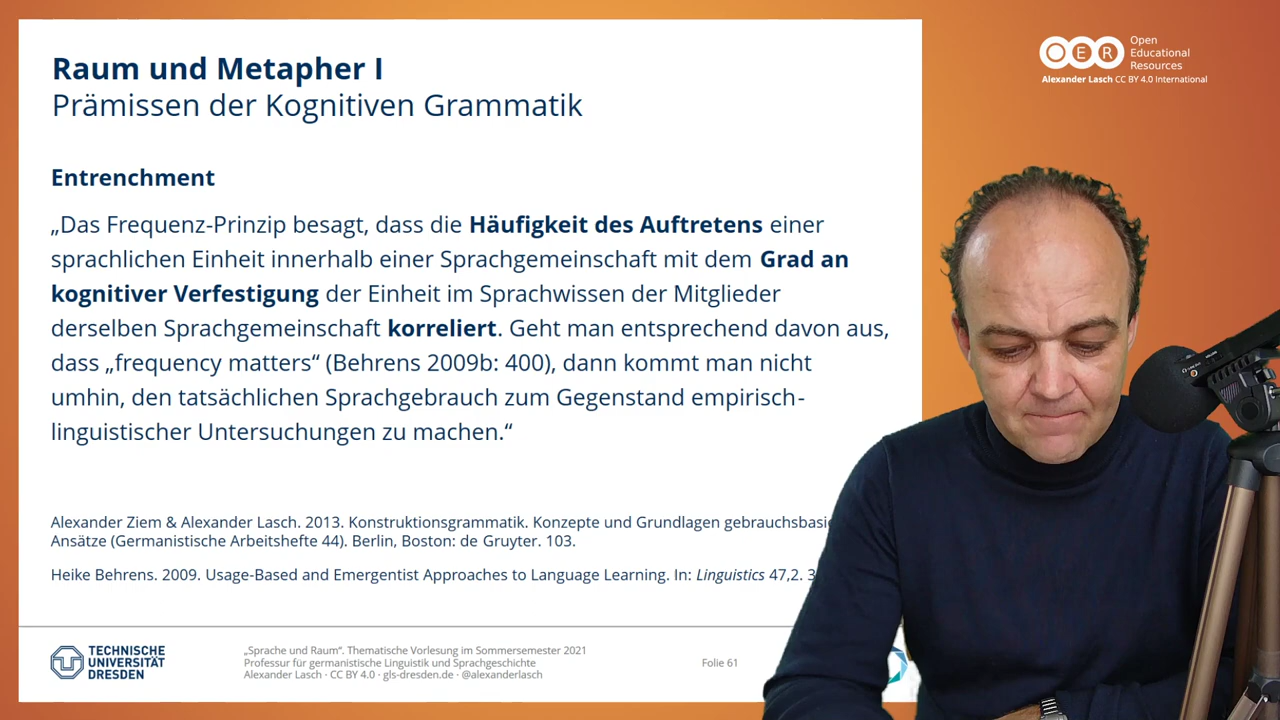 Raum und Metapher I
Prämissen der Kognitiven Grammatik
Entrenchment
„Das Frequenz-Prinzip besagt, dass die Häufigkeit des Auftretens einer
sprachlichen Einheit innerhalb einer Sprachgemeinschaft mit dem Grad an
kognitiver Verfestigung der Einheit im Sprachwissen der Mitglieder
derselben Sprachgemeinschaft korreliert. Geht man entsprechend davon aus,
dass „frequency matters“ (Behrens 2009b: 400), dann kommt man nicht
umhin, den tatsächlichen Sprachgebrauch zum Gegenstand empirisch-
linguistischer Untersuchungen zu machen.“
Alexander Ziem & Alexander Lasch. 2013. Konstruktionsgrammatik. Konzepte und Grundlagen
Ansätze (Germanistische Arbeitshefte 44). Berlin, Boston: de Gruyter. 103.
Heike Behrens. 2009. Usage-Based and Emergentist Approaches to Language Learning. In: Linguistics 47,2.
TECHNISCHE
UNIVERSITÄT
DRESDEN
„Sprache und Raum“. Thematische Vorlesung im Sommersemester 2021
Professur für germanistische Linguistik und Sprachgeschichte
Alexander Lasch · CC BY 4.0 · gls-dresden.de · @alexanderlasch
Folie 61
OER
Open
Educational
Resources
Alexander Lasch CC BY 4.0 International